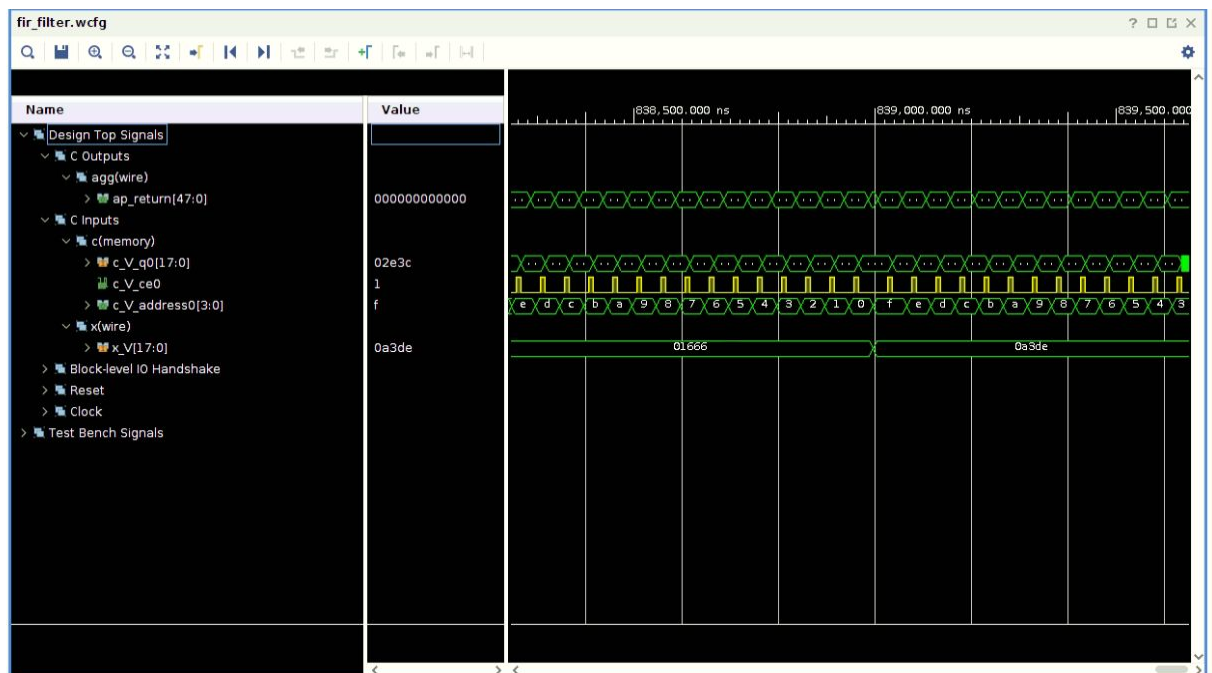 fir_filter.wcfg
838,500.000 ns 839,000.000 ns 839,500.000
Name Value
Design Top Signals
C Outputs
agg(wire)
ap_return[47:0] 000000000000
C Inputs
c(memory)
c_V_q0[17:0] 02e3c
c_V_ce0 1
c_V_address0[3:0] f e d c b a 9 8 7 6 5 4 3 2 1 0 f e d c b a 9 8 7 6 5 4 3
x(wire)
x_V[17:0] 0a3de 01666 0a3de
Block-level IO Handshake
Reset
Clock
Test Bench Signals